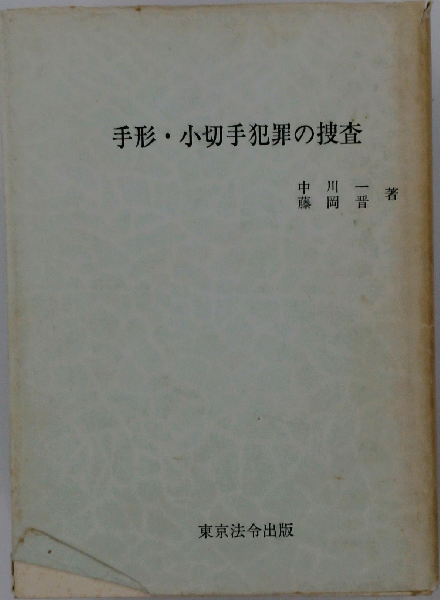 手形・小切手犯罪の捜査
中川一
藤岡晋 著
東京法令出版